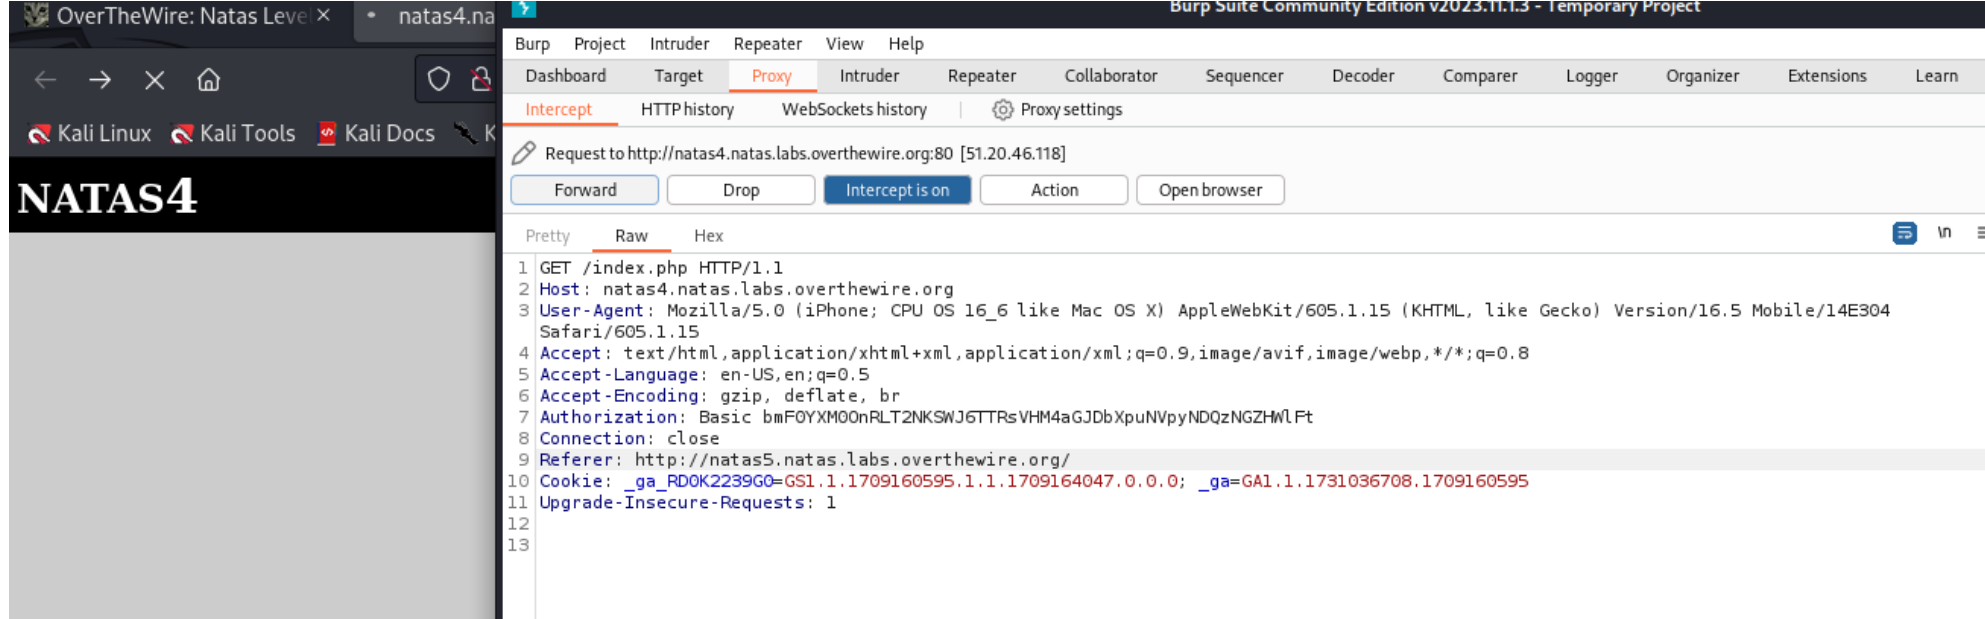 OverTheWire: Natas Level
natas4.na
Kali Linux Kali Tools Kali Docs K
NATAS4
Burp Suite Community Edition v2023.11.1.3 - Temporary Project
Burp Project Intruder Repeater View Help
Dashboard Target Proxy Intruder Repeater Collaborator Sequencer Decoder Comparer Logger Organizer Extensions Learn
Intercept HTTP history WebSockets history Proxy settings
Request to http://natas4.natas.labs.overthewire.org:80 [51.20.46.118]
Forward Drop Intercept is on Action Open browser
Pretty Raw Hex \n
1 GET /index.php HTTP/1.1
2 Host: natas4.natas.labs.overthewire.org
3 User-Agent: Mozilla/5.0 (iPhone; CPU OS 16_6 like Mac OS X) AppleWebKit/605.1.15 (KHTML, like Gecko) Version/16.5 Mobile/14E304
Safari/605.1.15
4 Accept: text/html,application/xhtml+xml,application/xml;q=0.9,image/avif,image/webp,*/*;q=0.8
5 Accept-Language: en-US,en;q=0.5
6 Accept-Encoding: gzip, deflate, br
7 Authorization: Basic bmF0YXM0OnRLT2NKSWJ6TTRsVHM4aGJDbXpuNVpyNDQzNGZHWlFt
8 Connection: close
9 Referer: http://natas5.natas.labs.overthewire.org/
10 Cookie: _ga_RD0K2239G0=GS1.1.1709160595.1.1.1709164047.0.0.0; _ga=GA1.1.1731036708.1709160595
11 Upgrade-Insecure-Requests: 1
12
13